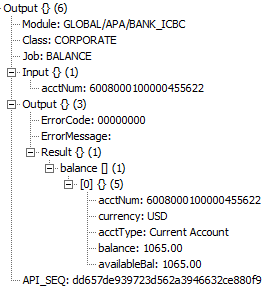 Output {} (6)
Module: GLOBAL/APA/BANK_ICBC
Class: CORPORATE
Job: BALANCE
Input {} (1)
acctNum: 6008000100000455622
Output {} (3)
ErrorCode: 00000000
ErrorMessage:
Result {} (1)
balance [] (1)
[0] {} (5)
acctNum: 6008000100000455622
currency: USD
acctType: Current Account
balance: 1065.00
availableBal: 1065.00
API_SEQ: dd657de939723d562a3946632ce880f9